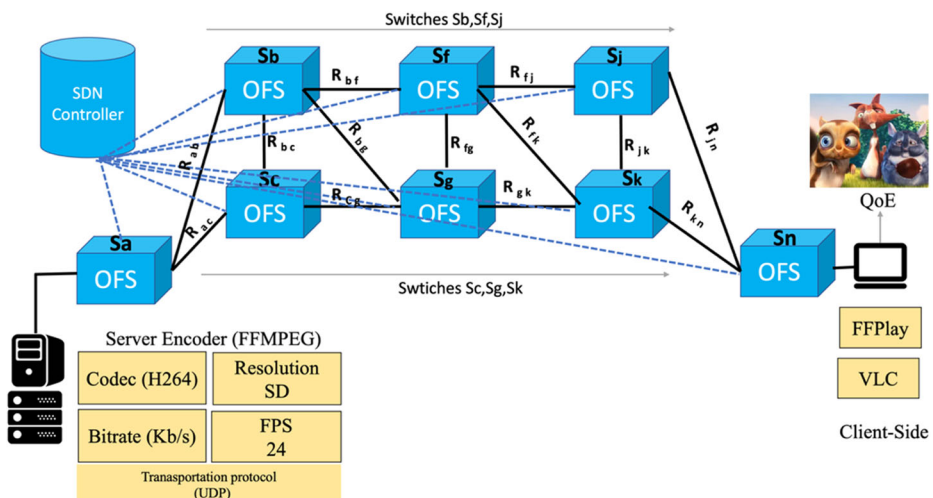 Switches Sb,Sf,Sj
SDN
Controller
Sb
OFS
R bf
Sf
OFS
R fj
Sj
OFS
R ab
R bc
R bg
R fg
R fk
R jk
R jn
Sc
OFS
R Cg
Sg
OFS
R gk
Sk
OFS
R ac
R kn
QoE
Sa
OFS
Sn
OFS
Swtiches Sc,Sg,Sk
Server Encoder (FFMPEG)
Codec (H264)
Resolution
SD
Bitrate (Kb/s)
FPS
24
Tranasportation protocol
(UDP)
FFPlay
VLC
Client-Side